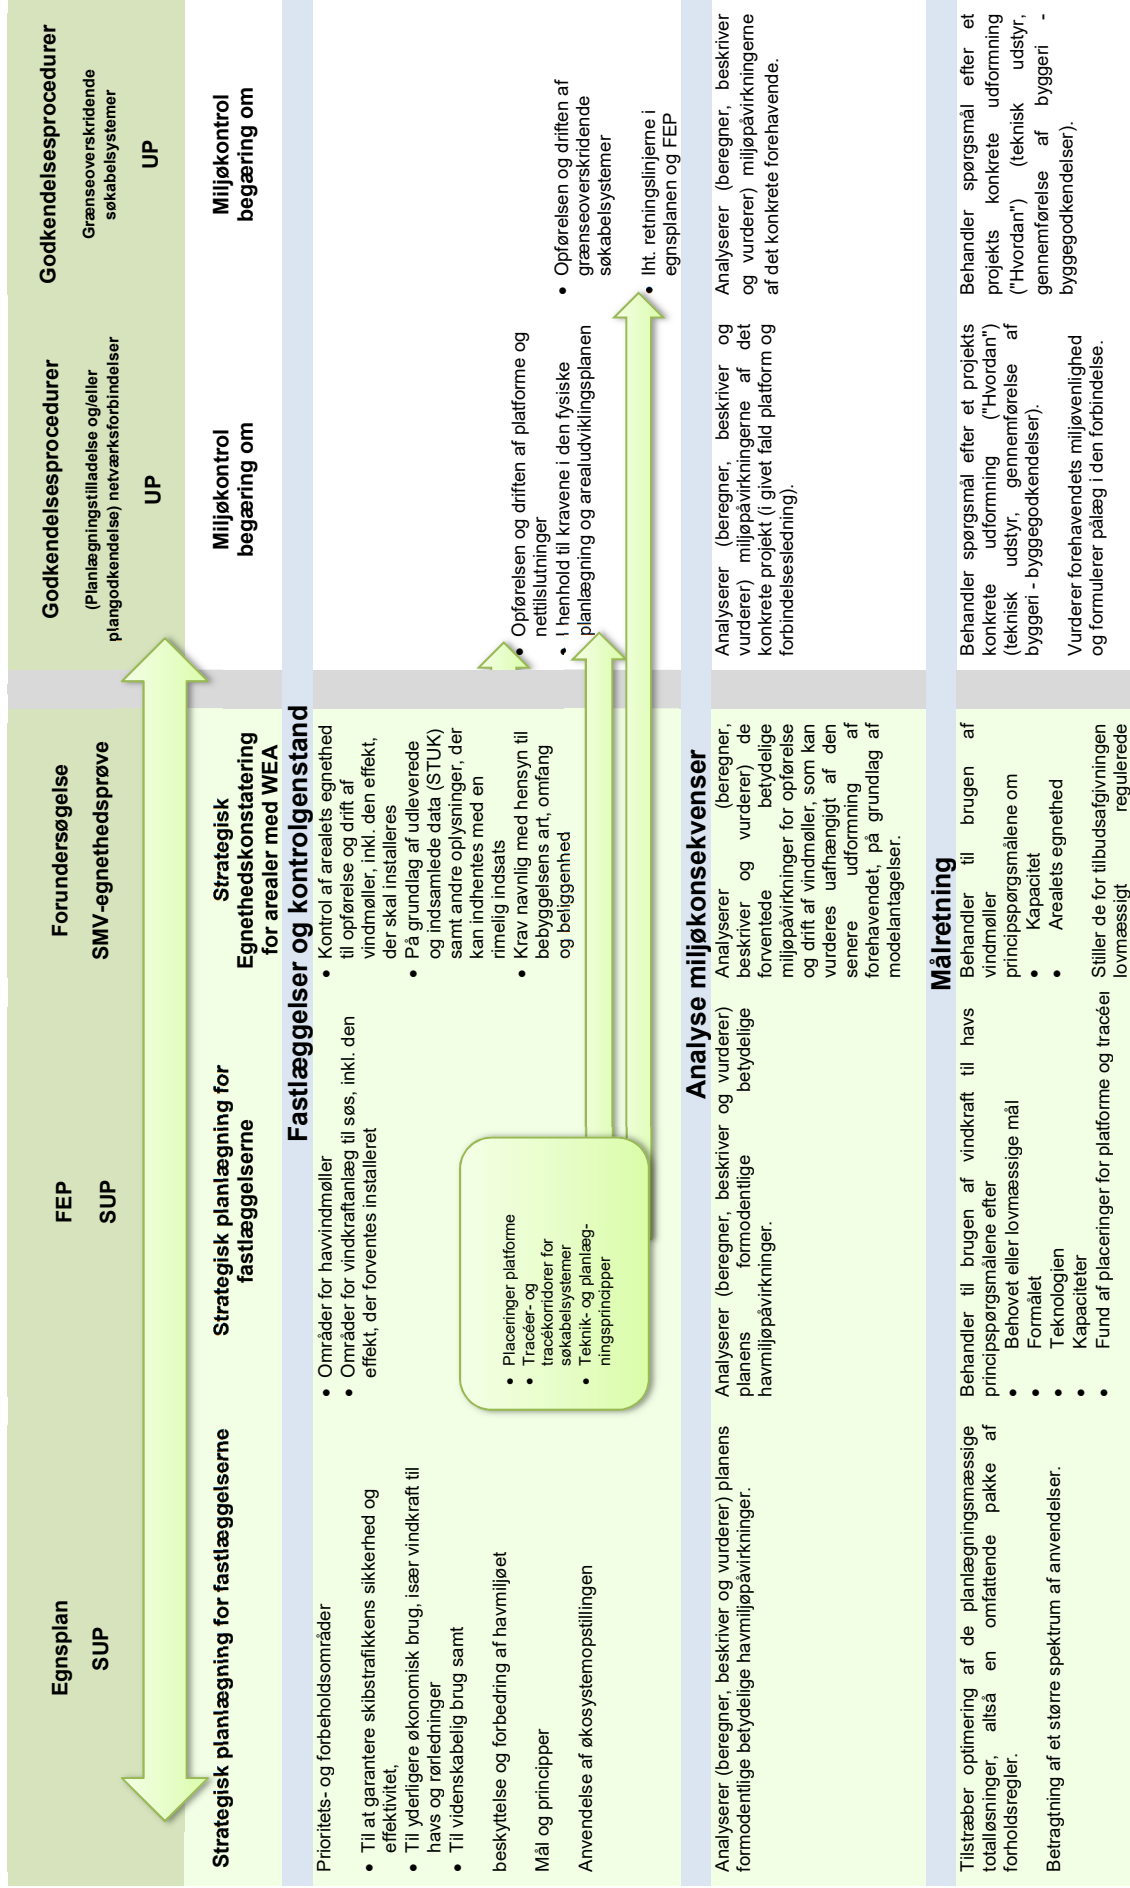 Egnsplan
SUP
FEP
SUP
Forundersøgelse
SMV-egnethedsprøve
Godkendelsesprocedurer
(Planlægningstilladelse og/eller
plangodkendelse) netværksforbindelser
UP
Godkendelsesprocedurer
Grænseoverskridende
søkabelsystemer
UP
Strategisk planlægning for fastlæggelserne
Strategisk planlægning for
fastlæggelserne
Strategisk
Egnethedskonstatering
for arealer med WEA
Miljøkontrol
begæring om
Miljøkontrol
begæring om
Fastlæggelser og kontrolgenstand
Prioritets- og forbeholdsområder
• Til at garantere skibstrafikkens sikkerhed og
effektivitet,
• Til yderligere økonomisk brug, især vindkraft til
havs og rørledninger
• Til videnskabelig brug samt
beskyttelse og forbedring af havmiljøet
Mål og principper
Anvendelse af økosystemopstillingen
• Områder for havvindmøller
• Områder for vindkraftanlæg til søs, inkl. den
effekt, der forventes installeret
• Placeringer platforme
• Tracéer- og
tracékorridorer for
søkabelsystemer
• Teknik- og planlæg-
ningsprincipper
• Kontrol af arealets egnethed
til opførelse og drift af
vindmøller, inkl. den effekt,
der skal installeres
• På grundlag af udleverede
og indsamlede data (STUK)
samt andre oplysninger, der
kan indhentes med en
rimelig indsats
• Krav navnlig med hensyn til
bebyggelsens art, omfang
og beliggenhed
• Opførelsen og driften af platforme og
nettilslutninger
• I henhold til kravene i den fysiske
planlægning og arealudviklingsplanen
• Opførelsen og driften af
grænseoverskridende
søkabelsystemer
• Iht. retningslinjerne i
egnsplanen og FEP
Analyse miljøkonsekvenser
Analyserer (beregner, beskriver og vurderer) planens
formodentlige betydelige havmiljøpåvirkninger.
Analyserer (beregner, beskriver og vurderer)
planens formodentlige betydelige
havmiljøpåvirkninger.
Analyserer (beregner,
beskriver og vurderer) de
forventede betydelige
miljøpåvirkninger for opførelse
og drift af vindmøller, som kan
vurderes uafhængigt af den
senere udformning af
forehavendet, på grundlag af
modelantagelser.
Analyserer (beregner, beskriver og
vurderer) miljøpåvirkningerne af det
konkrete projekt (i givet fald platform og
forbindelsesledning).
Analyserer (beregner, beskriver
og vurderer) miljøpåvirkningerne
af det konkrete forehavende.
Målretning
Tilstræber optimering af de planlægningsmæssige
totalløsninger, altså en omfattende pakke af
forholdsregler.
Betragtning af et større spektrum af anvendelser.
Behandler til brugen af vindkraft til havs
principspørgsmålene efter
• Behovet eller lovmæssige mål
• Formålet
• Teknologien
• Kapaciteter
• Fund af placeringer for platforme og tracéer
Behandler til brugen af
vindmøller
principspørgsmålene om
• Kapacitet
• Arealets egnethed
Stiller de for tilbudsafgivningen
lovmæssigt regulerede
Behandler spørgsmål efter et projekts
konkrete udformning ("Hvordan")
(teknisk udstyr, gennemførelse af
byggeri - byggegodkendelser).
Vurderer forehavendets miljøvenlighed
og formulerer pålæg i den forbindelse.
Behandler spørgsmål efter et
projekts konkrete udformning
("Hvordan") (teknisk udstyr,
gennemførelse af byggeri -
byggegodkendelser).